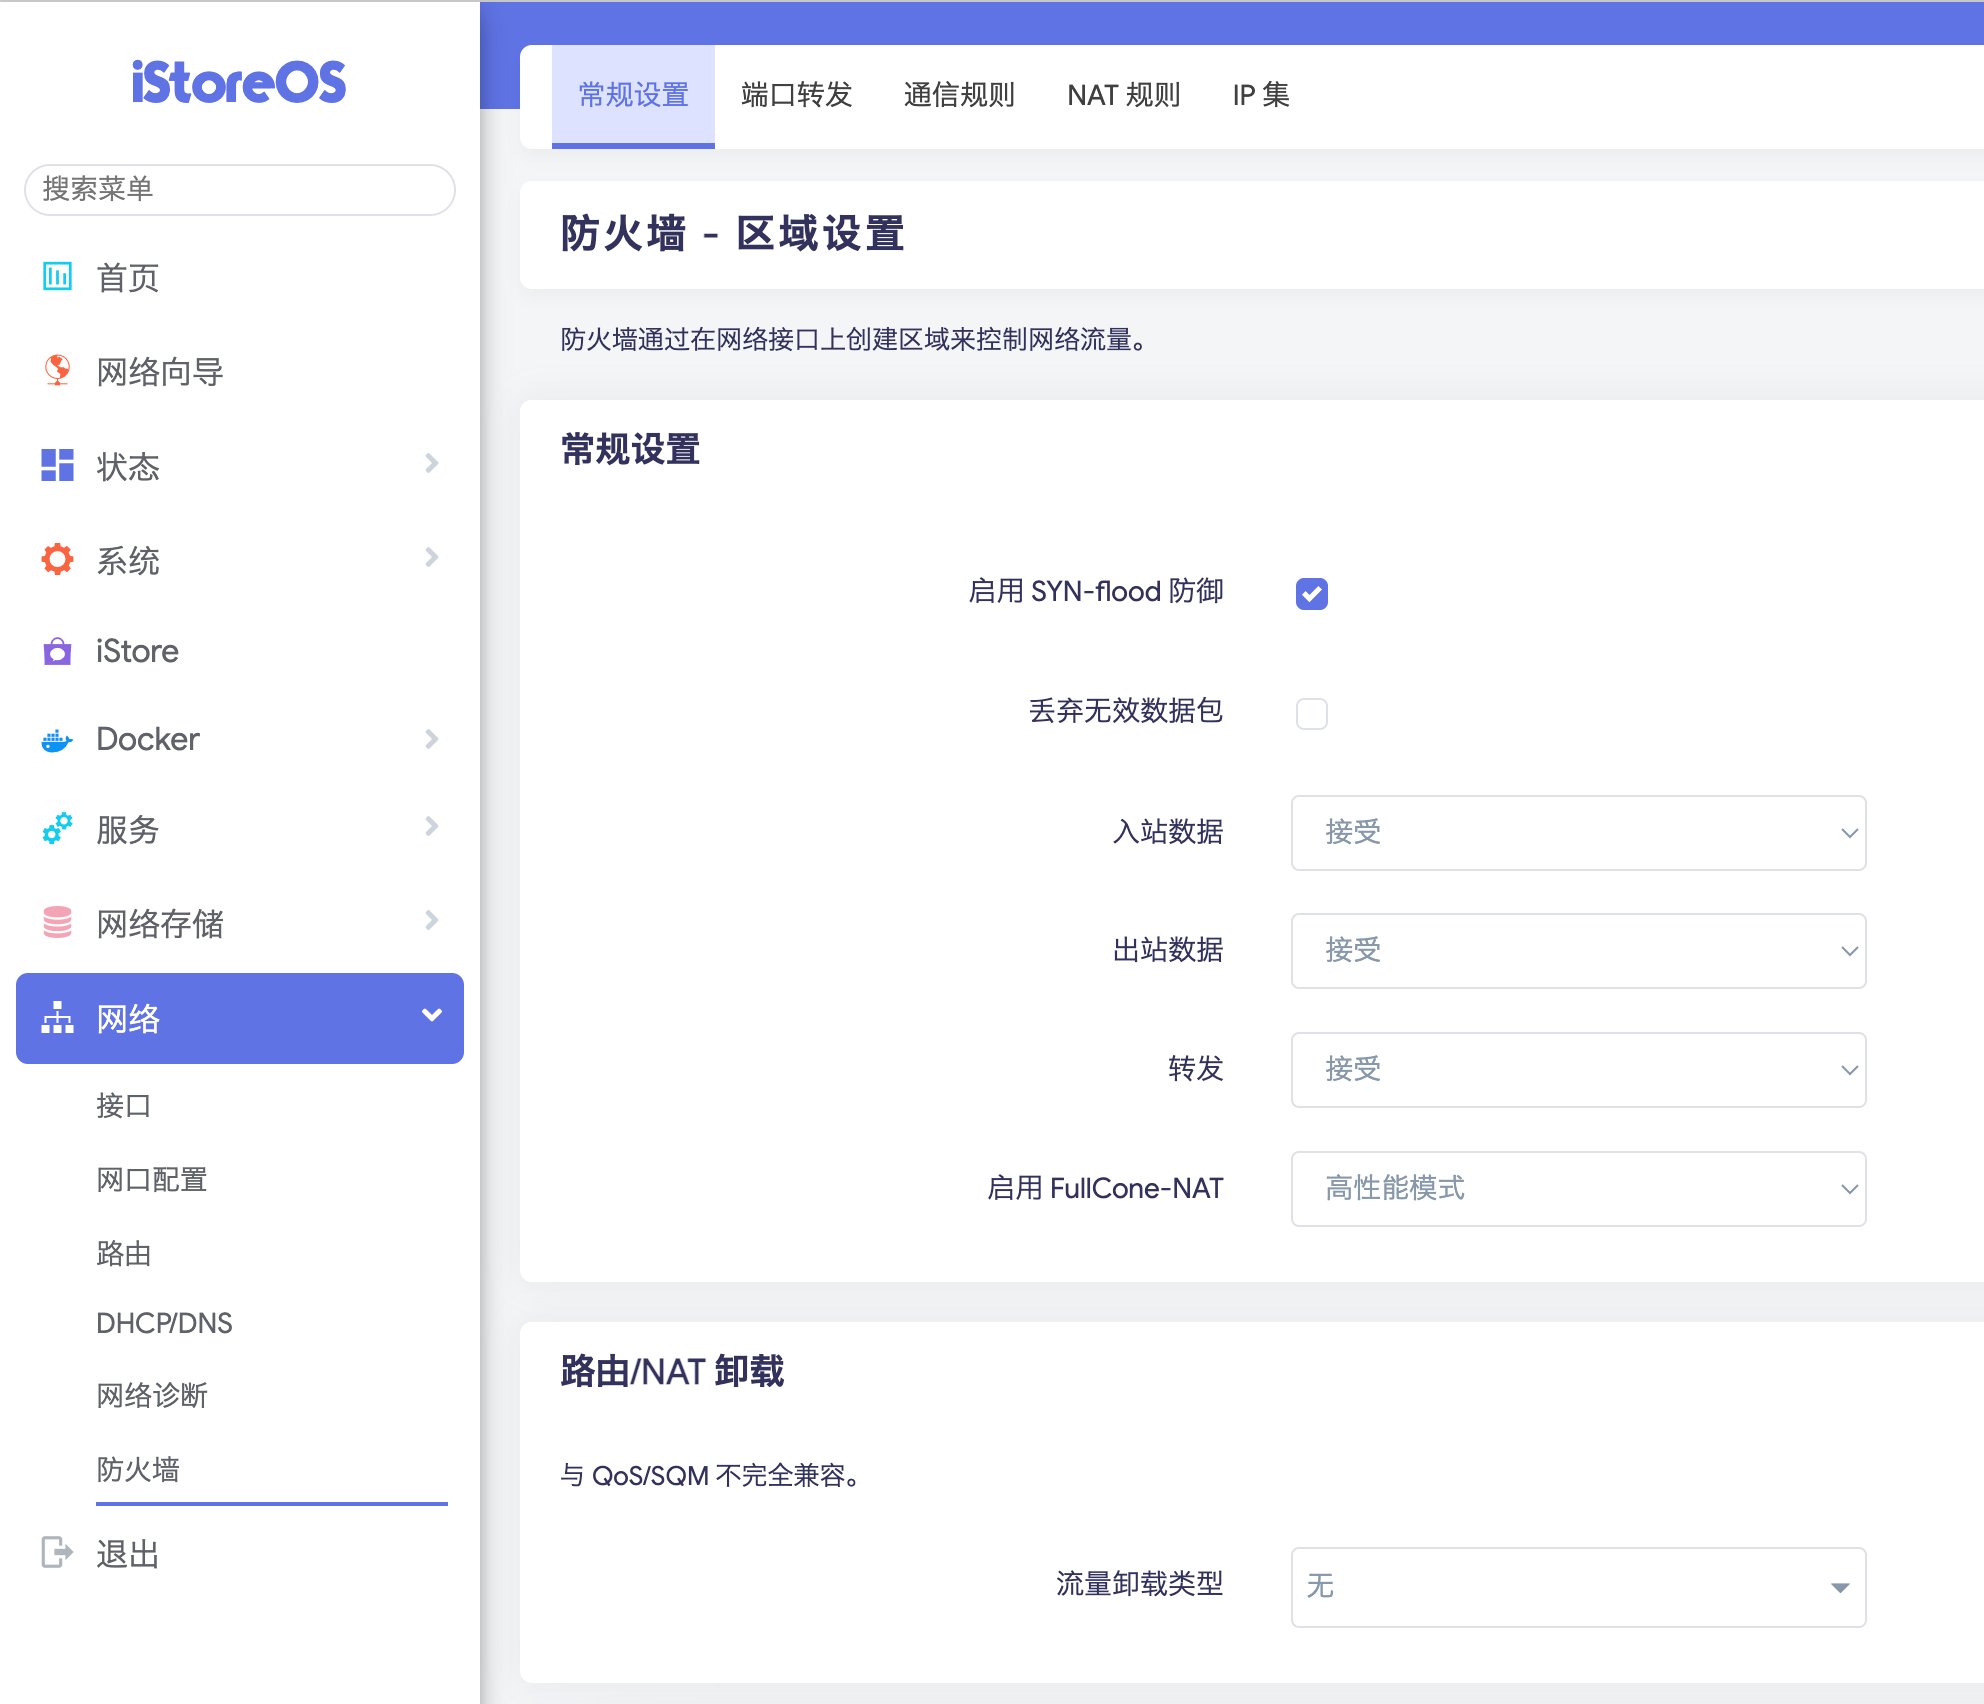 iStoreOS
搜索菜单
首页
网络向导
状态
系统
iStore
Docker
服务
网络存储
网络
接口
网口配置
路由
DHCP/DNS
网络诊断
防火墙
退出
常规设置 端口转发 通信规则 NAT 规则 IP 集
防火墙 - 区域设置
防火墙通过在网络接口上创建区域来控制网络流量。
常规设置
启用 SYN-flood 防御
丢弃无效数据包
入站数据 接受
出站数据 接受
转发 接受
启用 FullCone-NAT 高性能模式
路由/NAT 卸载
与 QoS/SQM 不完全兼容。
流量卸载类型 无